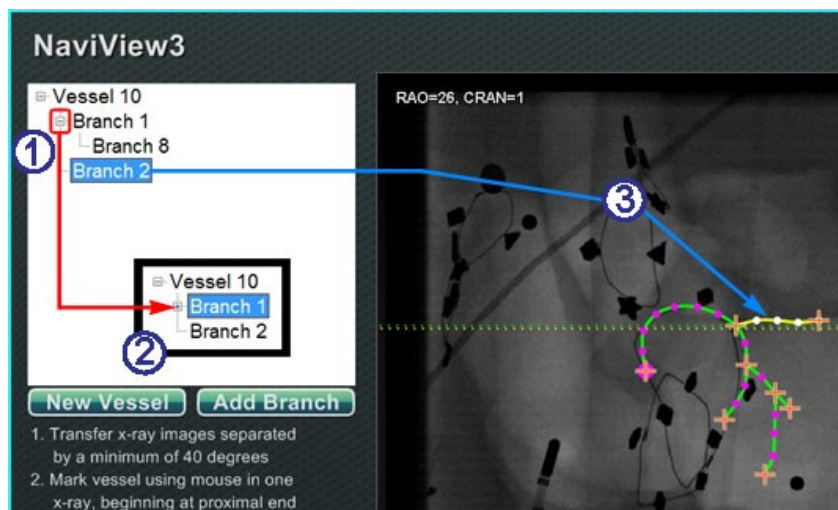 NaviView3
RAO=26, CRAN=1
Vessel 10
Branch 1
Branch 8
Branch 2
1
3
Vessel 10
Branch 1
Branch 2
2
New Vessel
Add Branch
1. Transfer x-ray images separated
by a minimum of 40 degrees
2. Mark vessel using mouse in one
x-ray, beginning at proximal end